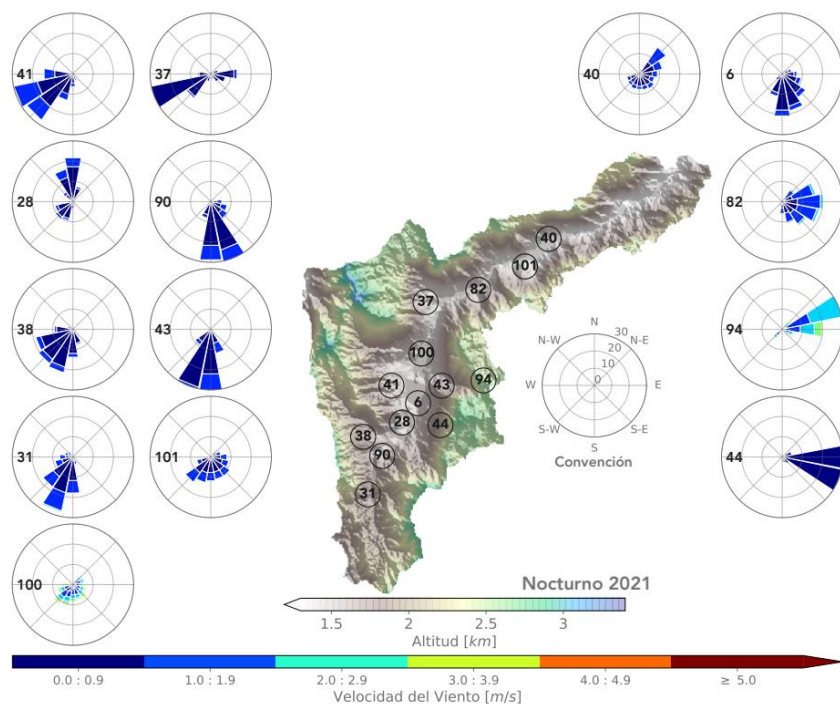 41
37
40
6
28
90
82
38
43
94
31
101
44
100
40
101
82
37
100
41
43
94
6
28
44
38
90
31
N
N-W
N-E
30
20
10
0
W
E
S-W
S-E
S
Convención
Nocturno 2021
1.5
2
2.5
3
Altitud [km]
0.0 : 0.9
1.0 : 1.9
2.0 : 2.9
3.0 : 3.9
4.0 : 4.9
≥ 5.0
Velocidad del Viento [m/s]